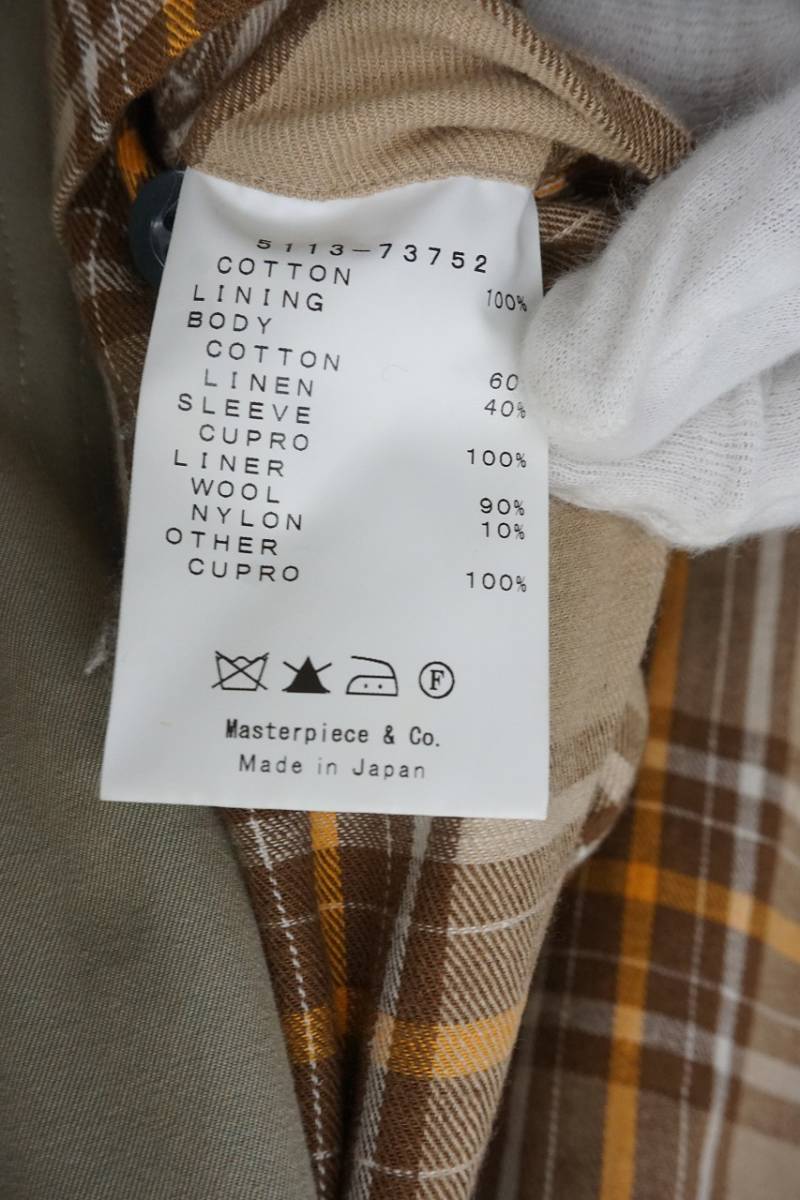 5113-73752
COTTON 100%
LINING
BODY
COTTON 60
LINEN 40%
SLEEVE
CUPRO 100%
LINER
WOOL 90%
NYLON 10%
OTHER
CUPRO 100%
F
Masterpiece & Co.
Made in Japan